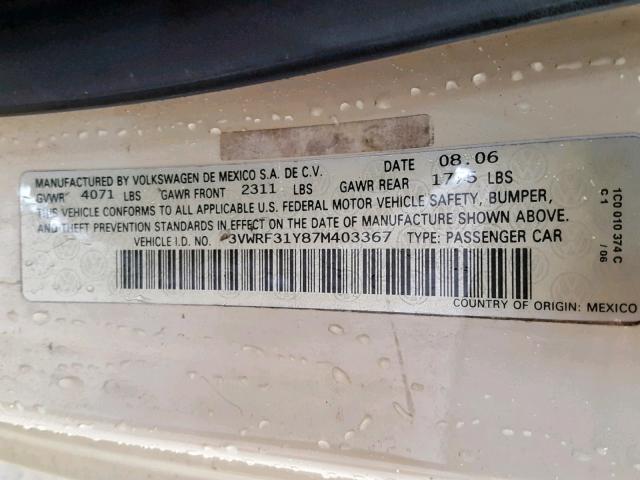 MANUFACTURED BY VOLKSWAGEN DE MEXICO S.A. DE C.V. DATE 08.06
GVWR 4071 LBS GAWR FRONT 2311 LBS GAWR REAR LBS
THIS VEHICLE CONFORMS TO ALL APPLICABLE U.S. FEDERAL MOTOR VEHICLE SAFETY, BUMPER,
AND THEFT PREVENTION STANDARDS IN EFFECT ON THE DATE OF MANUFACTURE SHOWN ABOVE.
VEHICLE I.D. NO. 3VWRF31Y87M403367 TYPE: PASSENGER CAR
COUNTRY OF ORIGIN: MEXICO
1C0 010 374 C
C1 / 06